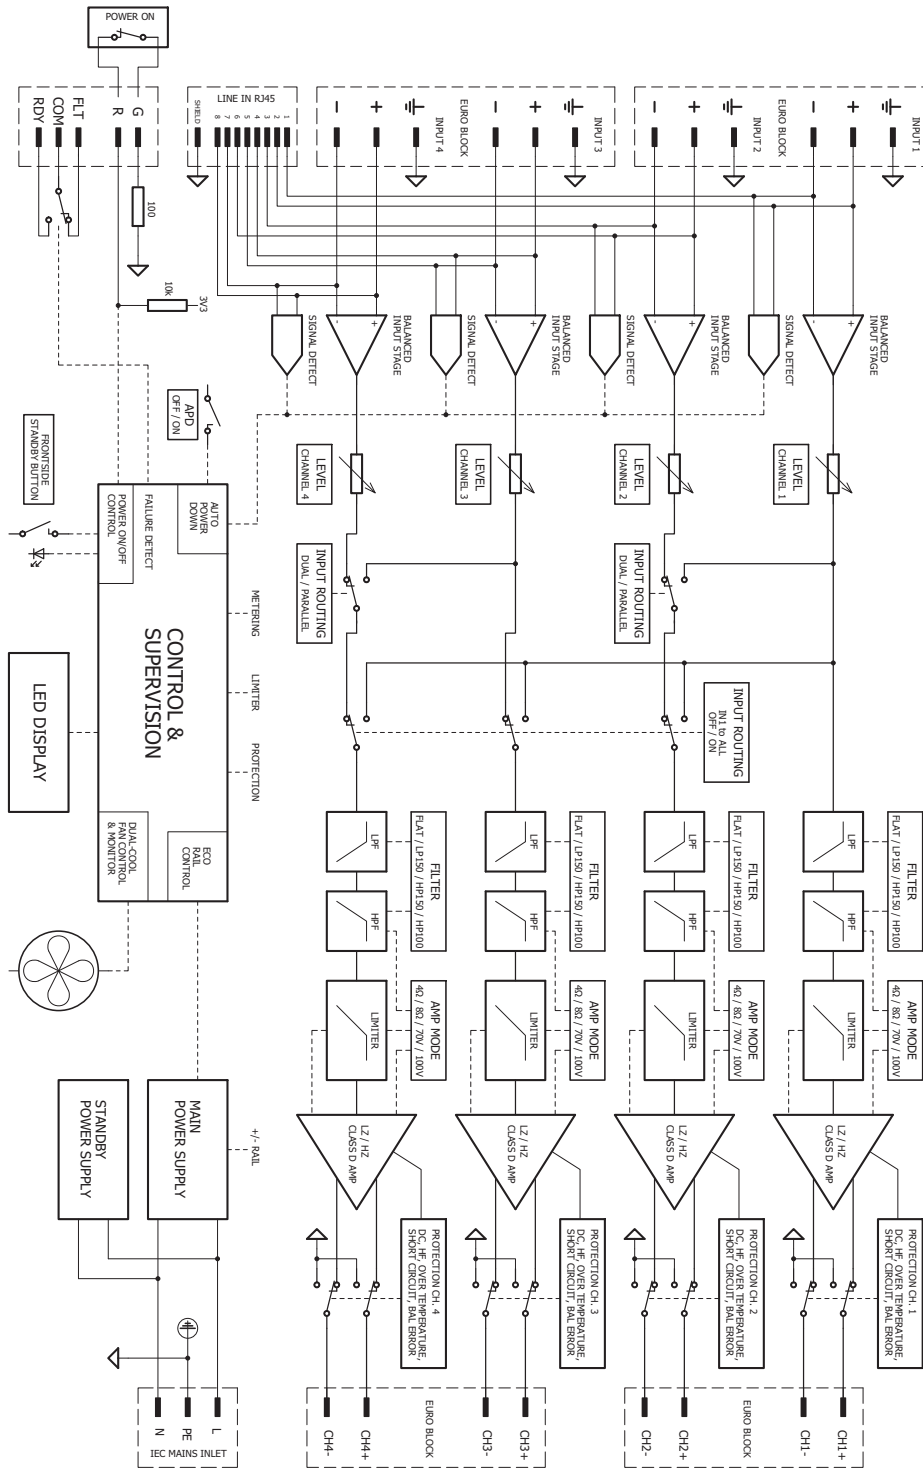 POWER ON
FLT
COM
RDY
G
R
100
10k
3V3
LINE IN RJ45
SHIELD
8
7
6
5
4
3
2
1
EURO BLOCK
INPUT 1
INPUT 2
+
-
+
-
EURO BLOCK
INPUT 3
INPUT 4
+
-
+
-
BALANCED
INPUT STAGE
+
-
SIGNAL DETECT
BALANCED
INPUT STAGE
+
-
SIGNAL DETECT
BALANCED
INPUT STAGE
+
-
SIGNAL DETECT
BALANCED
INPUT STAGE
+
-
SIGNAL DETECT
LEVEL
CHANNEL 1
LEVEL
CHANNEL 2
LEVEL
CHANNEL 3
LEVEL
CHANNEL 4
INPUT ROUTING
DUAL / PARALLEL
INPUT ROUTING
DUAL / PARALLEL
INPUT ROUTING
IN1 to ALL
OFF / ON
FILTER
FLAT / LP150 / HP150 / HP100
LPF
HPF
FILTER
FLAT / LP150 / HP150 / HP100
LPF
HPF
FILTER
FLAT / LP150 / HP150 / HP100
LPF
HPF
FILTER
FLAT / LP150 / HP150 / HP100
LPF
HPF
AMP MODE
4Ω / 8Ω / 70V / 100V
LIMITER
AMP MODE
4Ω / 8Ω / 70V / 100V
LIMITER
AMP MODE
4Ω / 8Ω / 70V / 100V
LIMITER
AMP MODE
4Ω / 8Ω / 70V / 100V
LIMITER
LZ / HZ
CLASS D AMP
LZ / HZ
CLASS D AMP
LZ / HZ
CLASS D AMP
LZ / HZ
CLASS D AMP
PROTECTION CH. 1
DC, HF, OVER TEMPERATURE,
SHORT CIRCUIT, BAL ERROR
PROTECTION CH. 2
DC, HF, OVER TEMPERATURE,
SHORT CIRCUIT, BAL ERROR
PROTECTION CH. 3
DC, HF, OVER TEMPERATURE,
SHORT CIRCUIT, BAL ERROR
PROTECTION CH. 4
DC, HF, OVER TEMPERATURE,
SHORT CIRCUIT, BAL ERROR
CH1+
CH1-
EURO BLOCK
CH2+
CH2-
CH3+
CH3-
EURO BLOCK
CH4+
CH4-
APD
OFF / ON
FRONTSIDE
STANDBY BUTTON
AUTO
POWER
DOWN
FAILURE DETECT
POWER ON/OFF
CONTROL
METERING
LIMITER
PROTECTION
CONTROL &
SUPERVISION
ECO
RAIL
CONTROL
DUAL-COOL
FAN CONTROL
& MONITOR
LED DISPLAY
+/- RAIL
MAIN
POWER SUPPLY
STANDBY
POWER SUPPLY
L
PE
N
IEC MAINS INLET